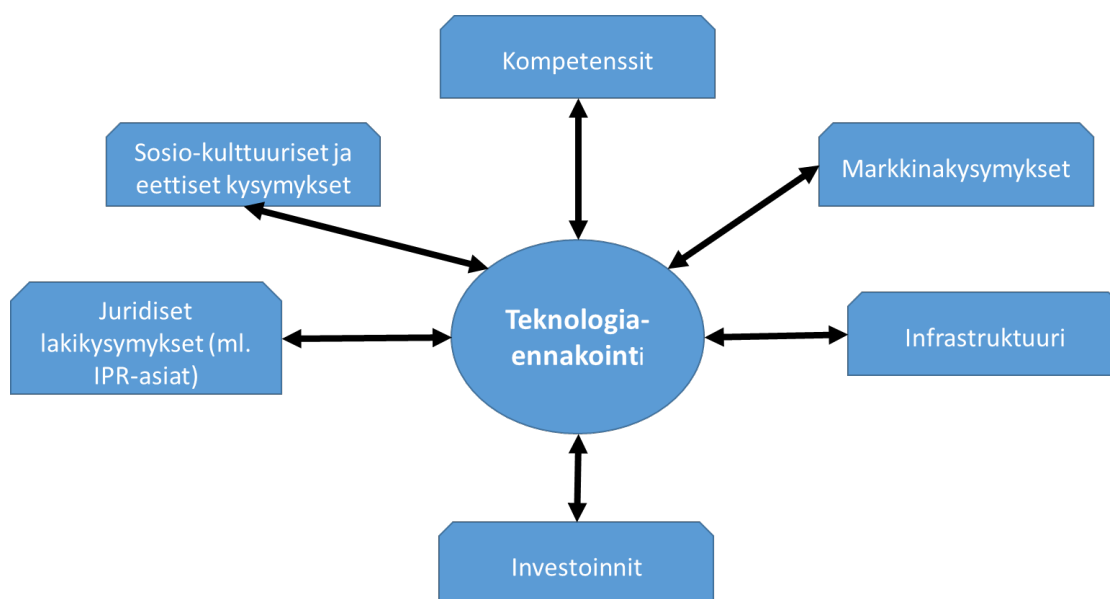 Kompetenssit
Sosio-kulttuuriset ja
eettiset kysymykset
Markkinakysymykset
Juridiset
lakikysymykset (ml.
IPR-asiat)
Teknologia-
ennakointi
Infrastruktuuri
Investoinnit